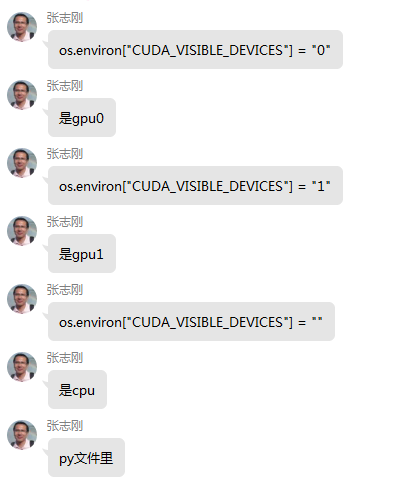 张志刚
os.environ["CUDA_VISIBLE_DEVICES"] = "0"
张志刚
是gpu0
张志刚
os.environ["CUDA_VISIBLE_DEVICES"] = "1"
张志刚
是gpu1
张志刚
os.environ["CUDA_VISIBLE_DEVICES"] = ""
张志刚
是cpu
张志刚
py文件里